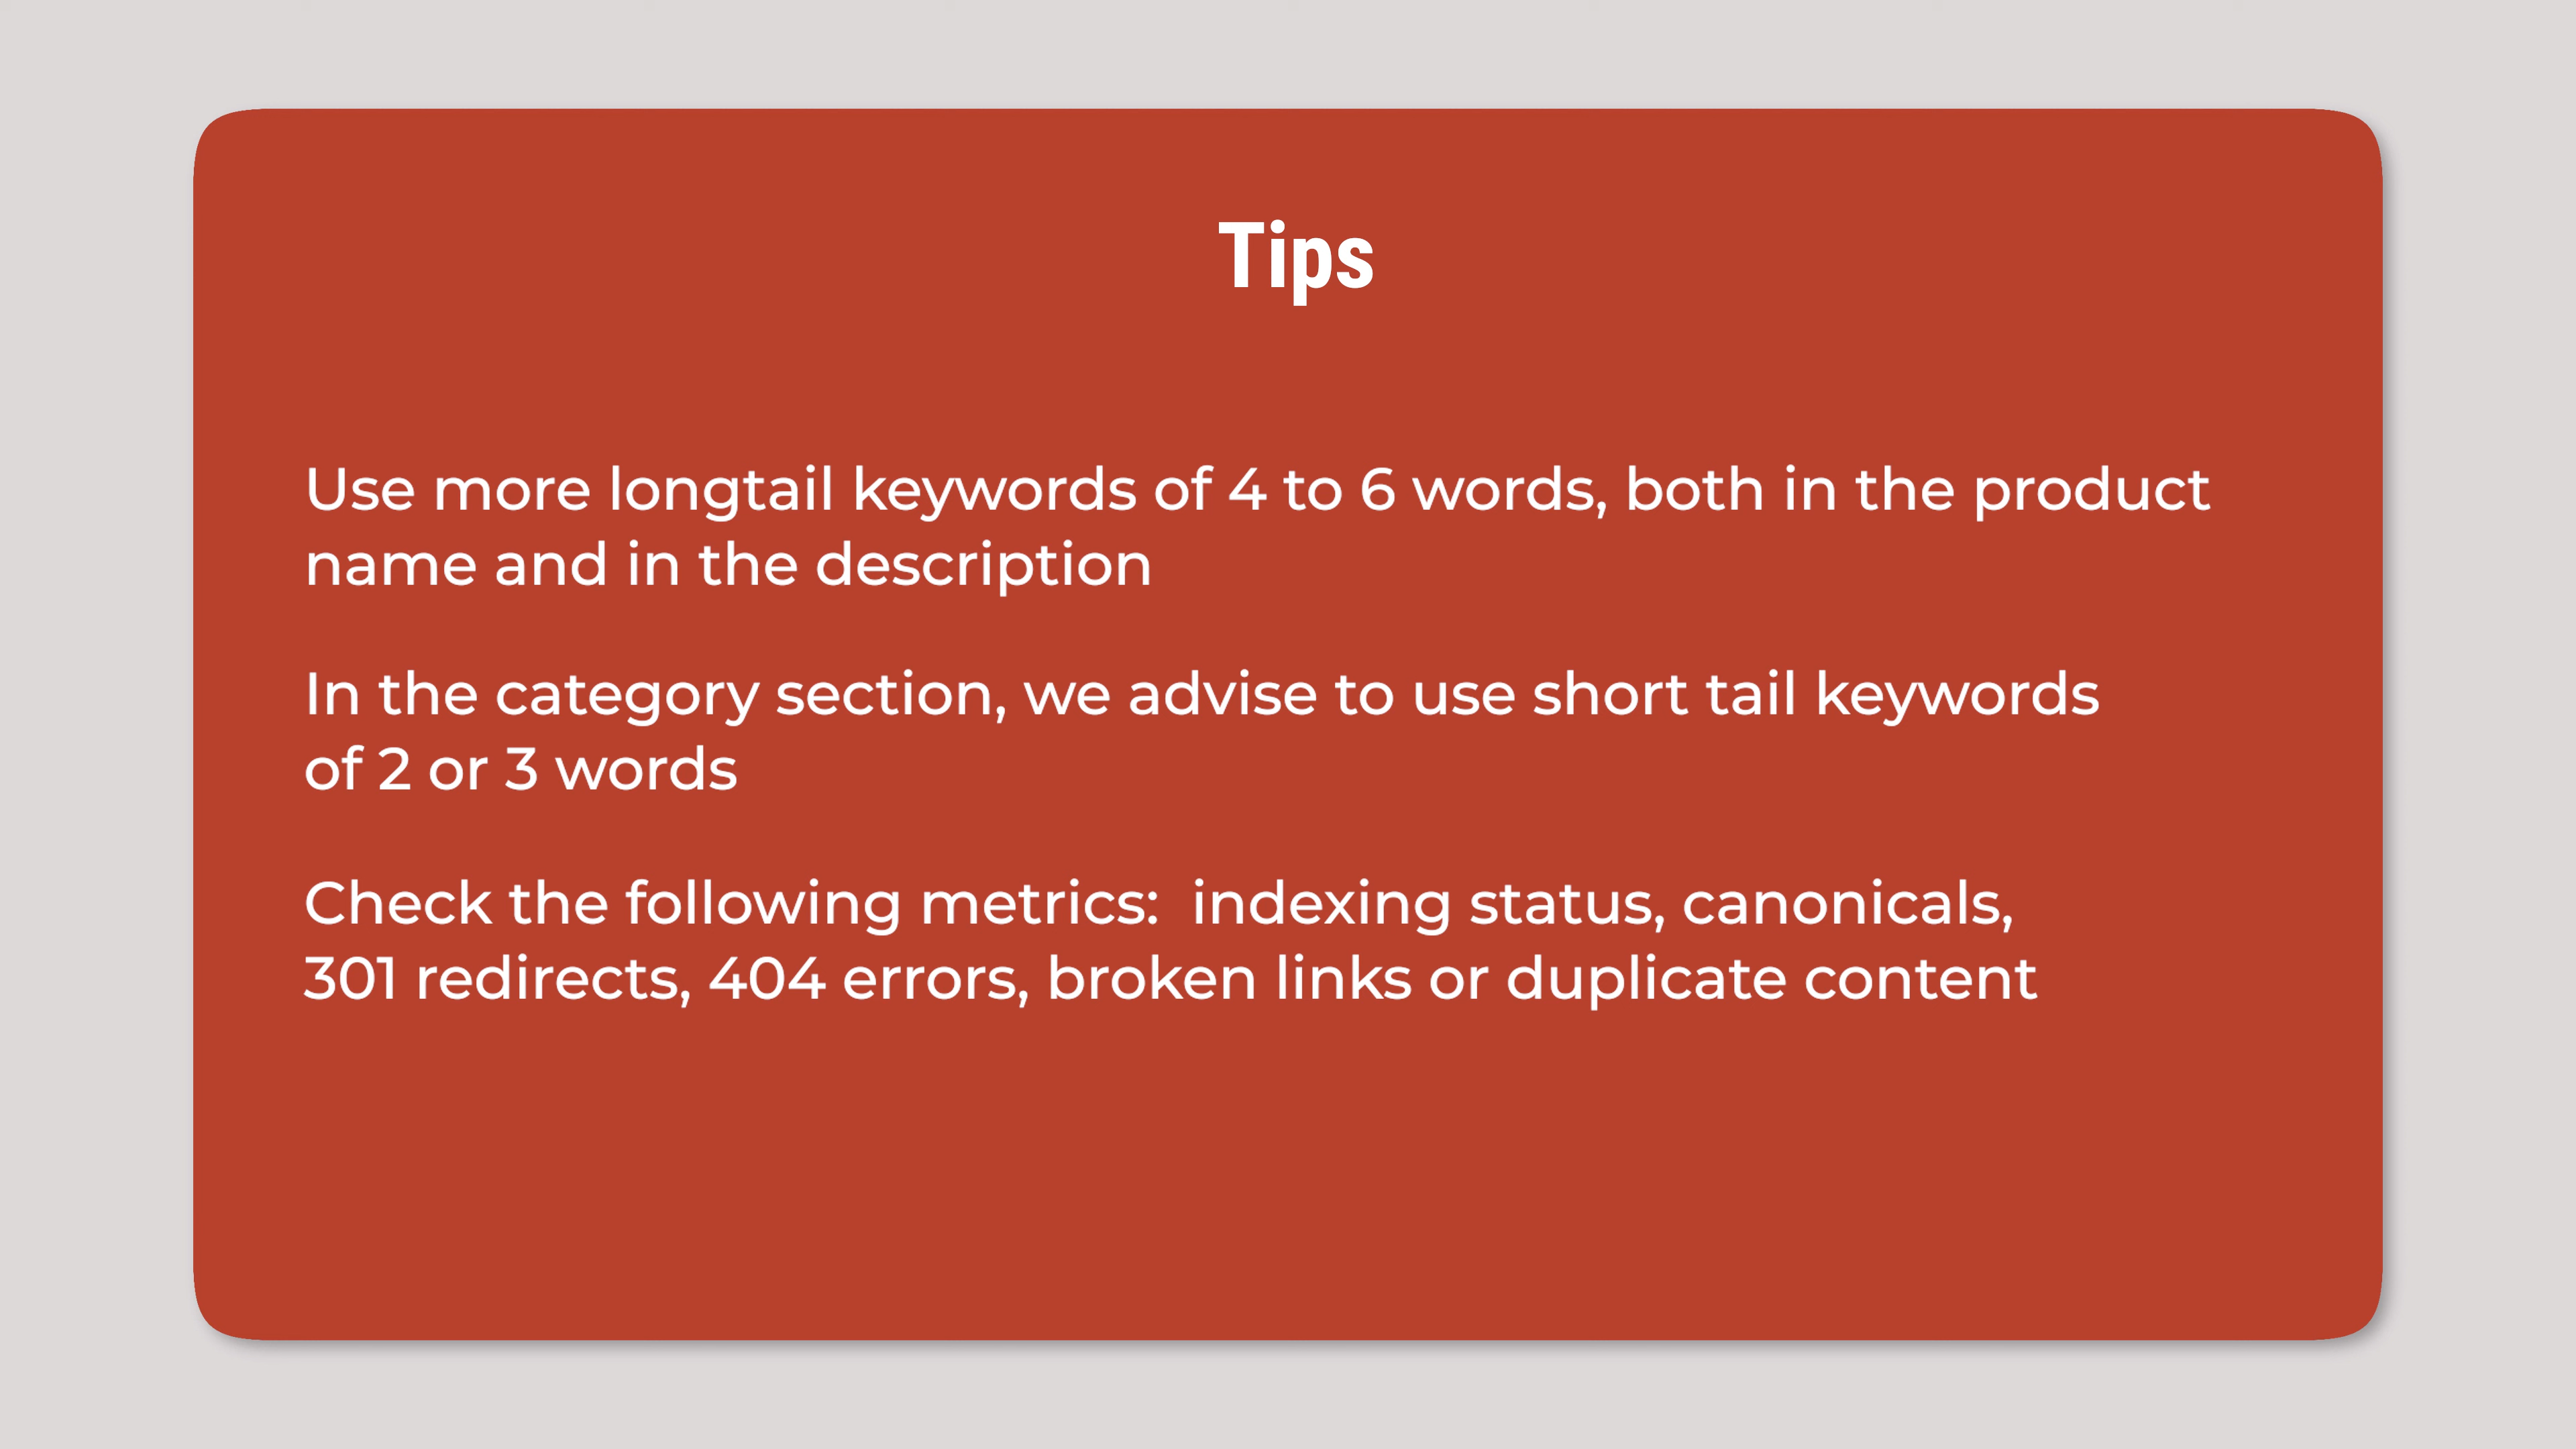 Tips
Use more longtail keywords of 4 to 6 words, both in the product
name and in the description
In the category section, we advise to use short tail keywords
of 2 or 3 words
Check the following metrics:  indexing status, canonicals,
301 redirects, 404 errors, broken links or duplicate content